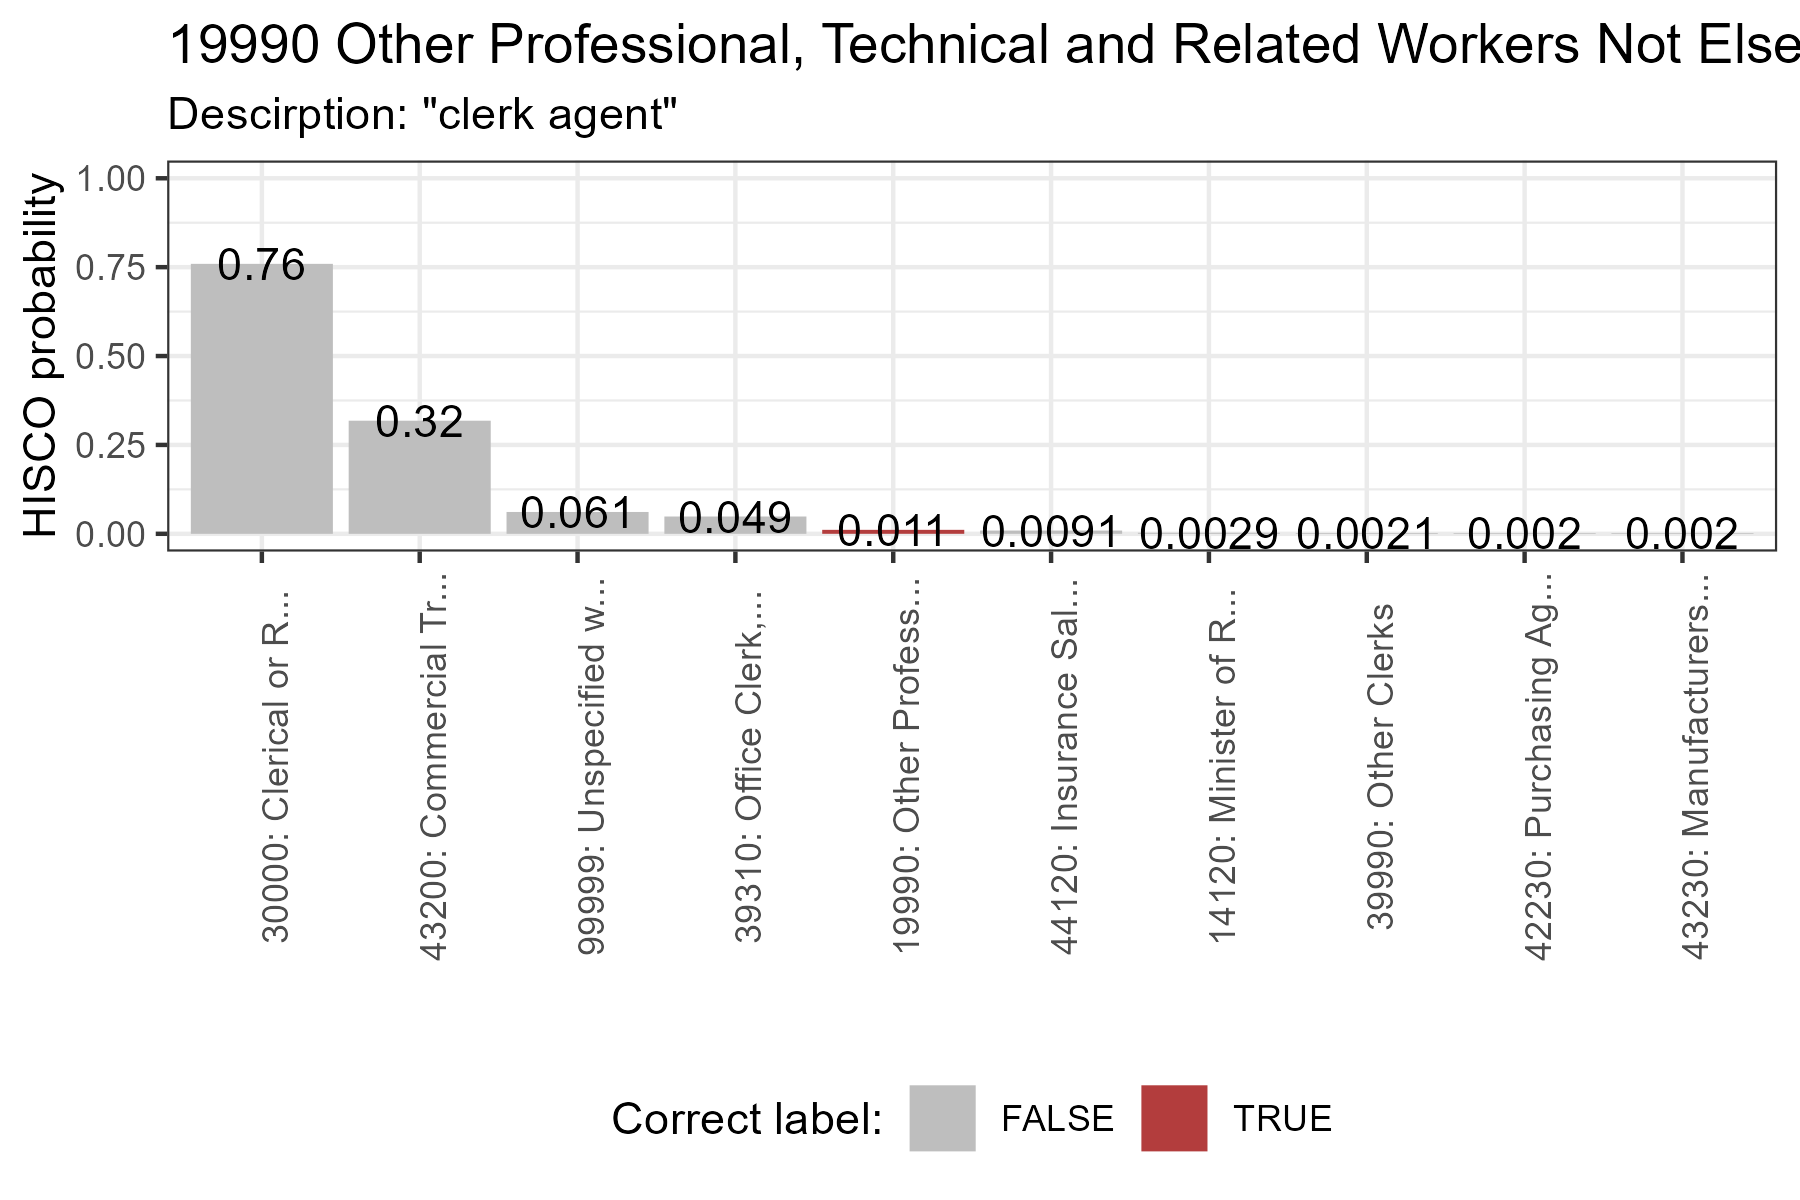 19990 Other Professional, Technical and Related Workers Not Else
Descirption: "clerk agent"
HISCO probability
1.00
0.75
0.50
0.25
0.00
0.76
0.32
0.061
0.049
0.011
0.0091
0.0029
0.0021
0.002
0.002
30000: Clerical or R...
43200: Commercial Tr...
99999: Unspecified w...
39310: Office Clerk,...
19990: Other Profess...
44120: Insurance Sal...
14120: Minister of R...
39990: Other Clerks
42230: Purchasing Ag...
43230: Manufacturers...
Correct label: FALSE TRUE